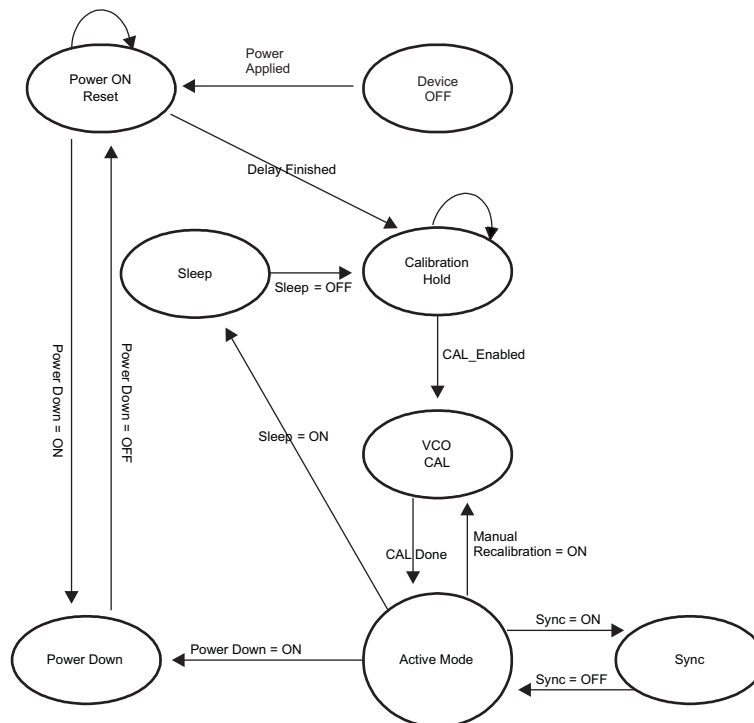 Power ON
Reset
Power
Applied
Device
OFF
Delay Finished
Sleep
Sleep = OFF
Calibration
Hold
CAL_Enabled
Power Down = ON
Power Down = OFF
Sleep = ON
VCO
CAL
CAL Done
Manual
Recalibration = ON
Power Down
Power Down = ON
Active Mode
Sync = ON
Sync = OFF
Sync